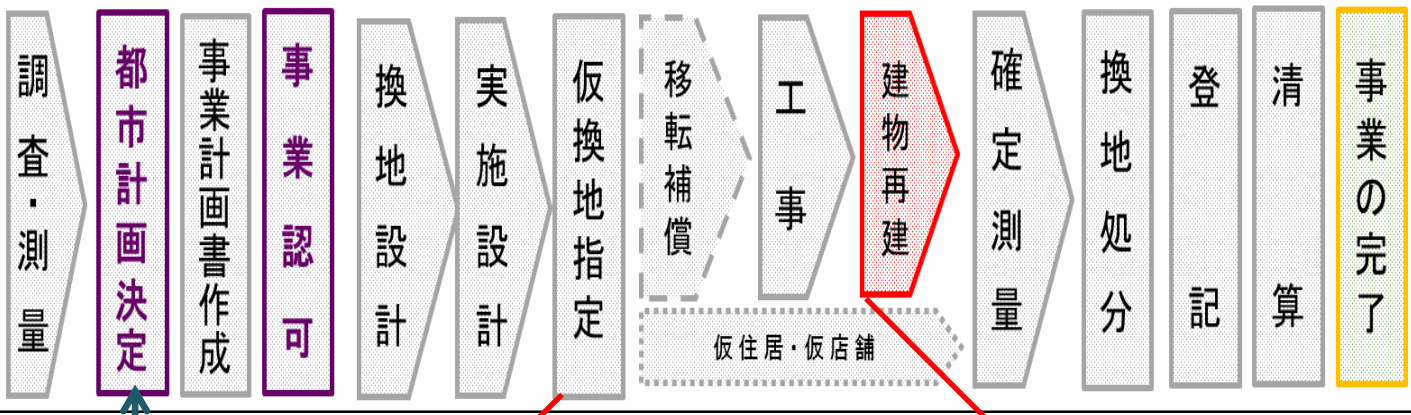 調査・測量
都市計画決定
事業計画書作成
事業認可
換地設計
実施設計
仮換地指定
移転補償
工事
建物再建
仮住居・仮店舗
確定測量
換地処分
登記
清算
事業の完了